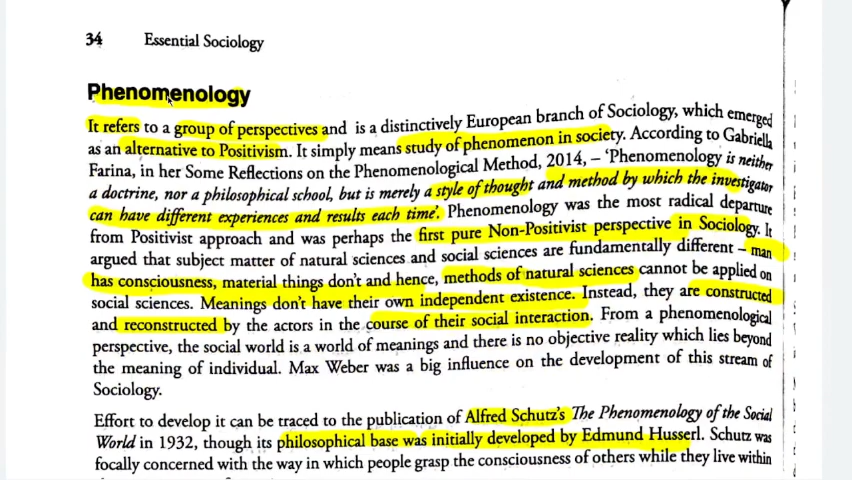 34 Essential Sociology
Phenomenology
It refers to a group of perspectives and is a distinctively European branch of Sociology, which emerged
as an alternative to Positivism. It simply means study of phenomenon in society. According to Gabriella
Farina, in her Some Reflections on the Phenomenological Method, 2014, – 'Phenomenology is neither
a doctrine, nor a philosophical school, but is merely a style of thought and method by which the investigator
can have different experiences and results each time'. Phenomenology was the most radical departure
from Positivist approach and was perhaps the first pure Non-Positivist perspective in Sociology. It
argued that subject matter of natural sciences and social sciences are fundamentally different – man
has consciousness, material things don't and hence, methods of natural sciences cannot be applied on
social sciences. Meanings don't have their own independent existence. Instead, they are constructed
and reconstructed by the actors in the course of their social interaction. From a phenomenological
perspective, the social world is a world of meanings and there is no objective reality which lies beyond
the meaning of individual. Max Weber was a big influence on the development of this stream of
Sociology.
Effort to develop it can be traced to the publication of Alfred Schutz's The Phenomenology of the Social
World in 1932, though its philosophical base was initially developed by Edmund Husserl. Schutz was
focally concerned with the way in which people grasp the consciousness of others while they live within